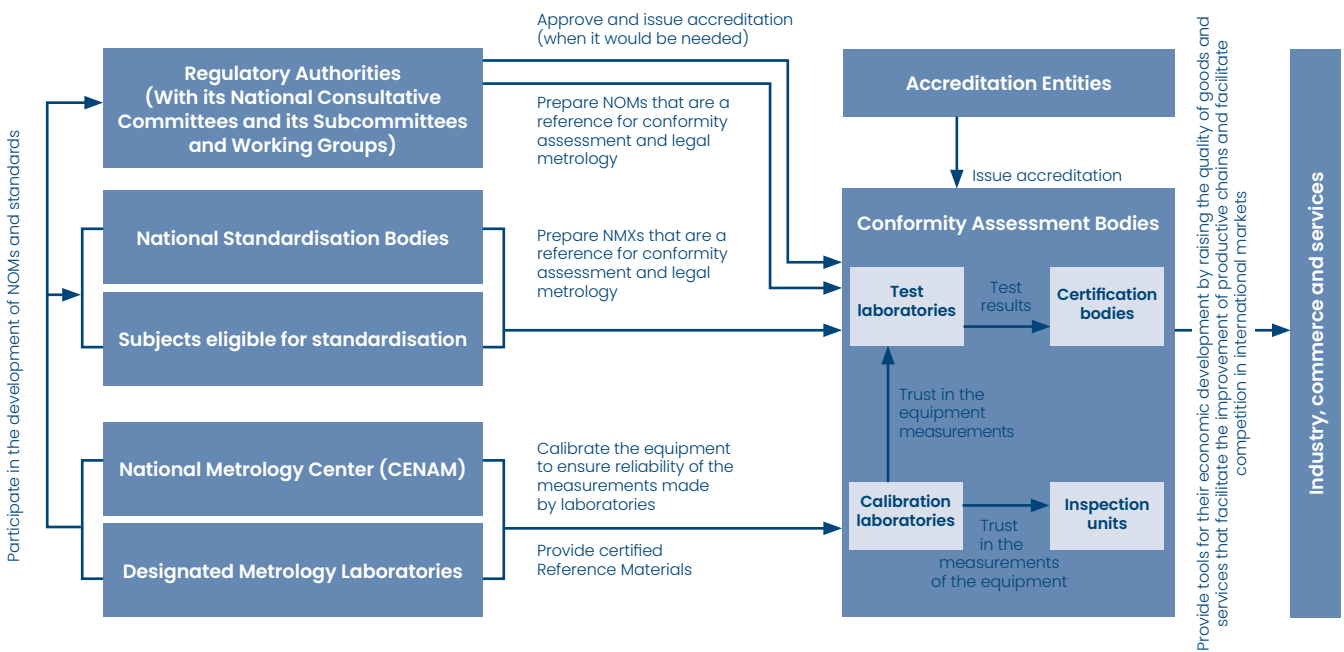 Participate in the development of NOMs and standards
Regulatory Authorities
(With its National Consultative
Committees and its Subcommittees
and Working Groups)
National Standardisation Bodies
Subjects eligible for standardisation
National Metrology Center (CENAM)
Designated Metrology Laboratories
Approve and issue accreditation
(when it would be needed)
Prepare NOMs that are a
reference for conformity
assessment and legal
metrology
Prepare NMXs that are a
reference for conformity
assessment and legal
metrology
Calibrate the equipment
to ensure reliability of the
measurements made
by laboratories
Provide certified
Reference Materials
Accreditation Entities
Issue accreditation
Conformity Assessment Bodies
Test
laboratories
Test
results
Certification
bodies
Trust in the
equipment
measurements
Calibration
laboratories
Trust
in the
measurements
of the equipment
Inspection
units
Provide tools for their economic development by raising the quality of goods and
services that facilitate the improvement of productive chains and facilitate
competition in international markets
Industry, commerce and services